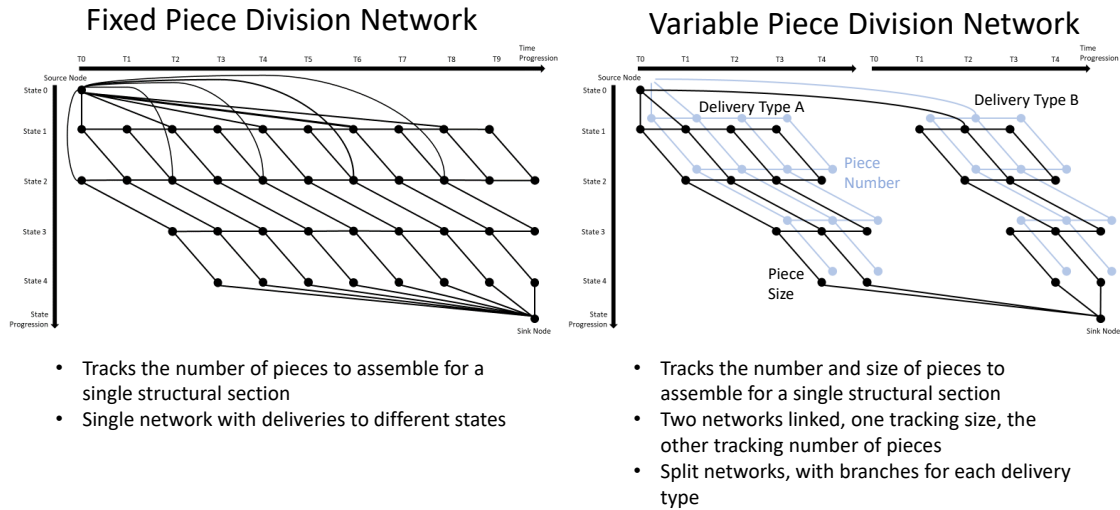 Fixed Piece Division Network
Time
Progression
T0 T1 T2 T3 T4 T5 T6 T7 T8 T9
Source Node
State 0
State 1
State 2
State 3
State 4
State
Progression
Sink Node
• Tracks the number of pieces to assemble for a
single structural section
• Single network with deliveries to different states
Variable Piece Division Network
Time
Progression
T0 T1 T2 T3 T4 T0 T1 T2 T3 T4
Source Node
State 0
Delivery Type A
Delivery Type B
State 1
Piece
Number
State 2
State 3
Piece
Size
State 4
State
Progression
Sink Node
• Tracks the number and size of pieces to
assemble for a single structural section
• Two networks linked, one tracking size, the
other tracking number of pieces
• Split networks, with branches for each delivery
type